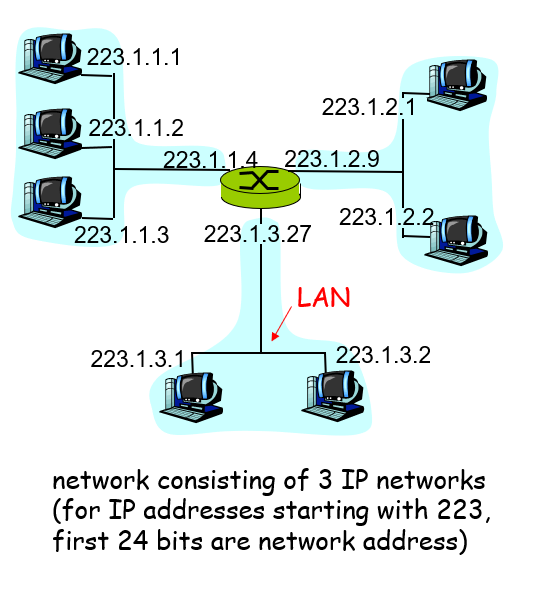 223.1.1.1
223.1.1.2
223.1.1.3
223.1.1.4
223.1.2.9
223.1.2.1
223.1.2.2
223.1.3.27
LAN
223.1.3.1
223.1.3.2
network consisting of 3 IP networks
(for IP addresses starting with 223,
first 24 bits are network address)